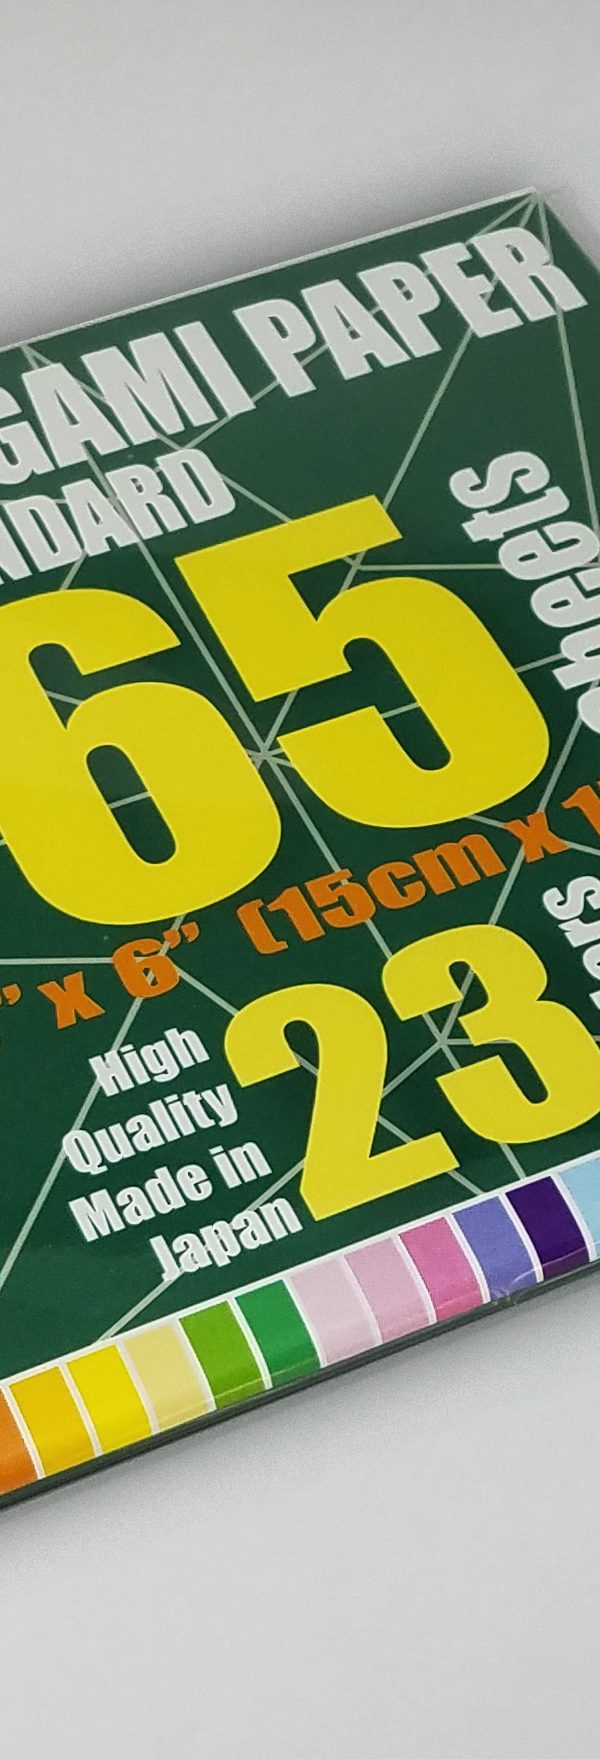 GAMI PAPER
NDARD
65
sheets
" x 6" (15cm x 1
23
High
Quality
Made in
Japan